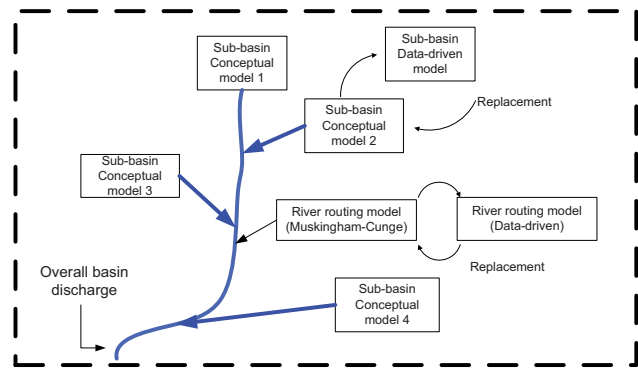 Sub-basin
Conceptual
model 1
Sub-basin
Data-driven
model
Sub-basin
Conceptual
model 2
Replacement
Sub-basin
Conceptual
model 3
River routing model
(Muskingham-Cunge)
River routing model
(Data-driven)
Replacement
Overall basin
discharge
Sub-basin
Conceptual
model 4